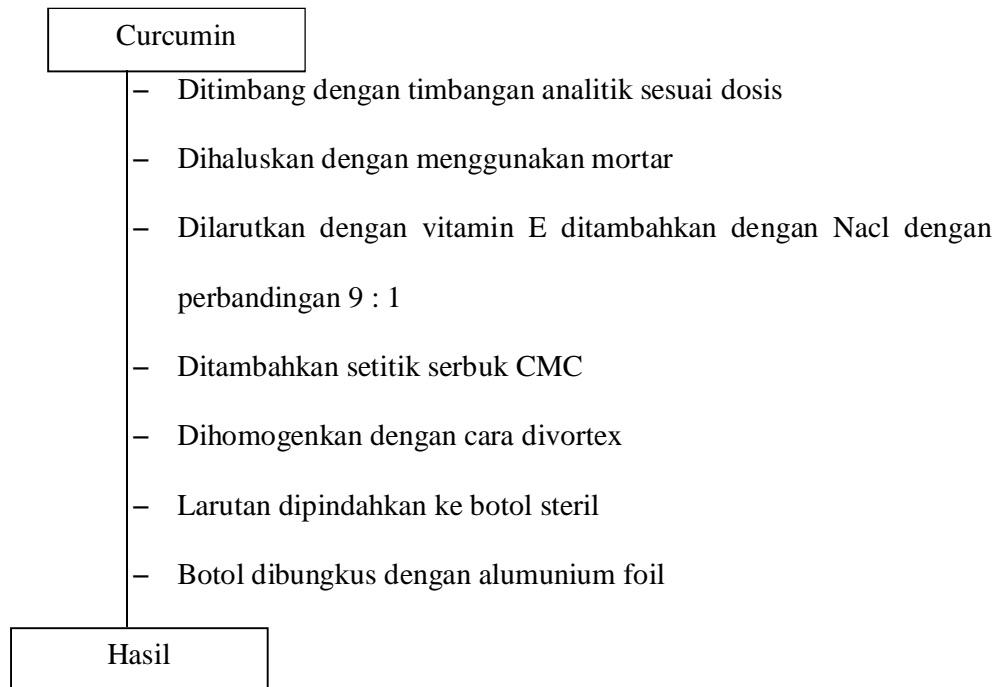 Curcumin
– Ditimbang dengan timbangan analitik sesuai dosis
– Dihaluskan dengan menggunakan mortar
– Dilarutkan dengan vitamin E ditambahkan dengan Nacl dengan
perbandingan 9 : 1
– Ditambahkan setitik serbuk CMC
– Dihomogenkan dengan cara divortex
– Larutan dipindahkan ke botol steril
– Botol dibungkus dengan alumunium foil
Hasil